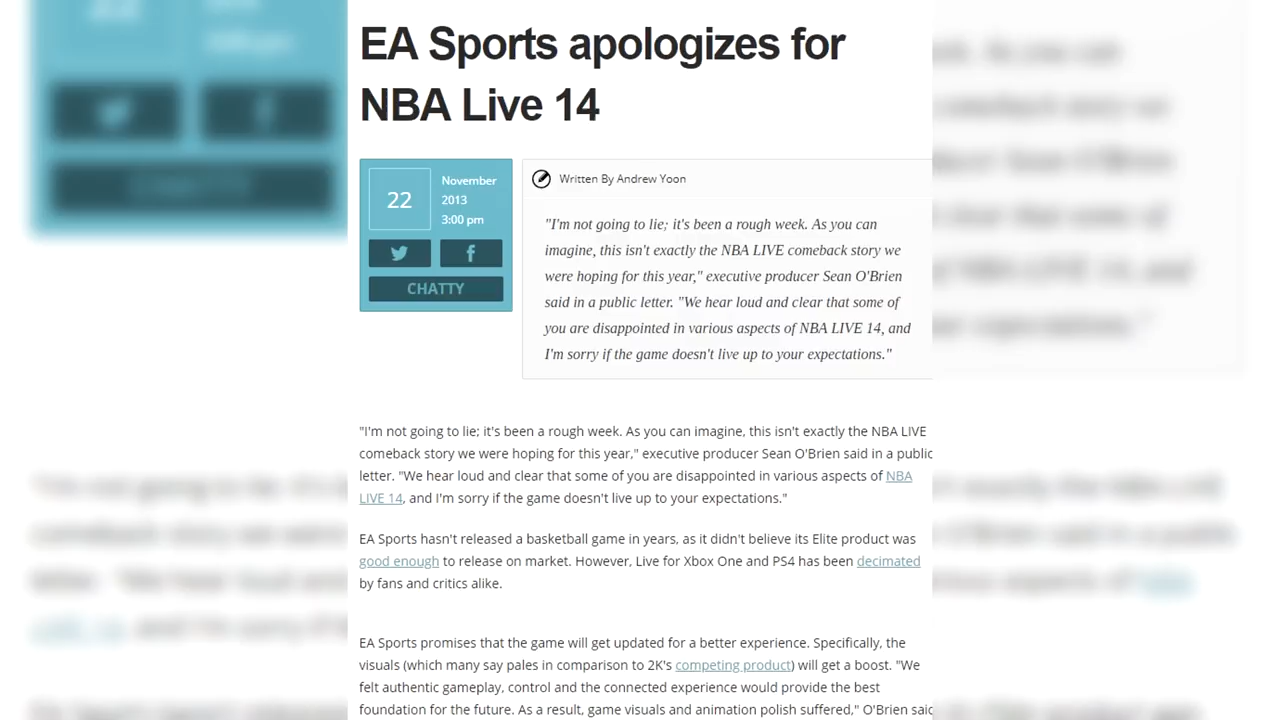 EA Sports apologizes for
NBA Live 14
22
November
2013
3:00 pm
CHATTY
Written By Andrew Yoon
"I'm not going to lie; it's been a rough week. As you can
imagine, this isn't exactly the NBA LIVE comeback story we
were hoping for this year," executive producer Sean O'Brien
said in a public letter. "We hear loud and clear that some of
you are disappointed in various aspects of NBA LIVE 14, and
I'm sorry if the game doesn't live up to your expectations."
"I'm not going to lie; it's been a rough week. As you can imagine, this isn't exactly the NBA LIVE
comeback story we were hoping for this year," executive producer Sean O'Brien said in a public
letter. "We hear loud and clear that some of you are disappointed in various aspects of NBA
LIVE 14, and I'm sorry if the game doesn't live up to your expectations."
EA Sports hasn't released a basketball game in years, as it didn't believe its Elite product was
good enough to release on market. However, Live for Xbox One and PS4 has been decimated
by fans and critics alike.
EA Sports promises that the game will get updated for a better experience. Specifically, the
visuals (which many say pales in comparison to 2K's competing product) will get a boost. "We
felt authentic gameplay, control and the connected experience would provide the best
foundation for the future. As a result, game visuals and animation polish suffered," O'Brien said